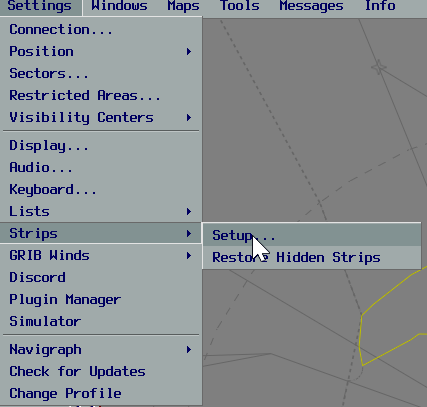 Settings Windows Maps Tools Messages Info
Connection...
Position
Sectors...
Restricted Areas...
Visibility Centers
Display...
Audio...
Keyboard...
Lists
Strips
Setup...
GRIB Winds
Restore Hidden Strips
Discord
Plugin Manager
Simulator
Navigraph
Check for Updates
Change Profile